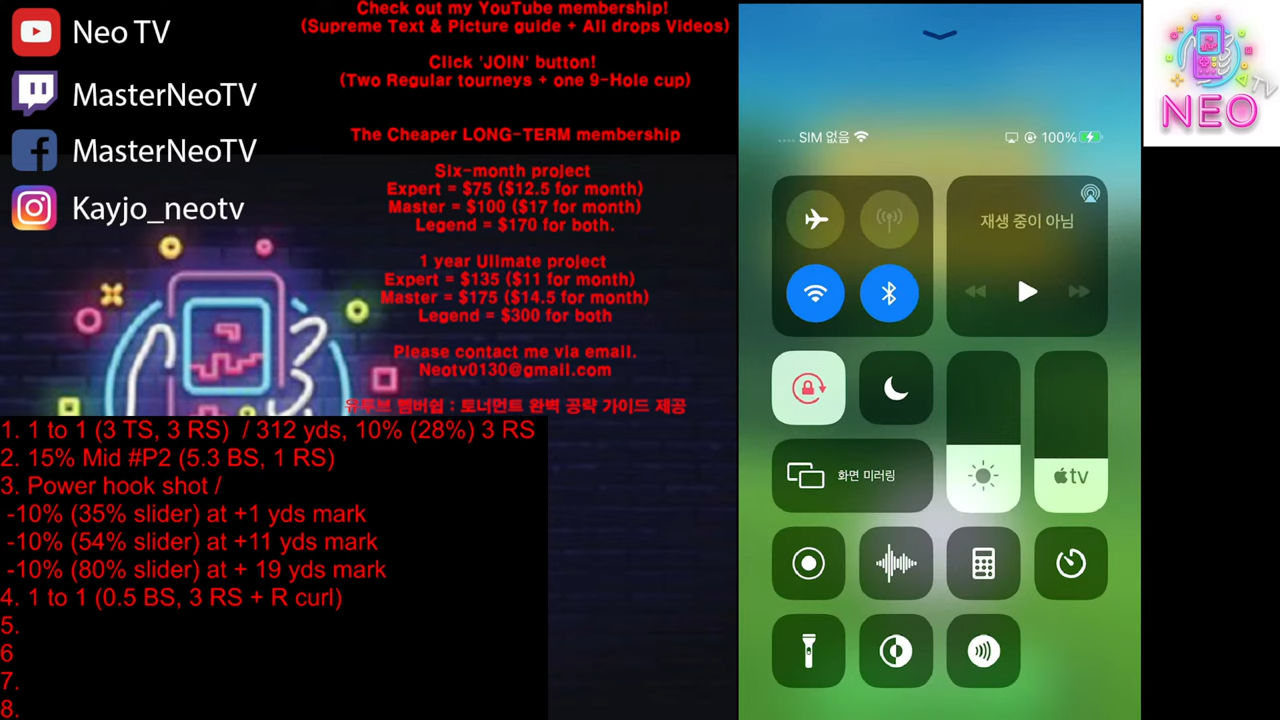 Neo TV
MasterNeoTV
MasterNeoTV
Kayjo_neotv
Check out my YouTube membership!
(Supreme Text & Picture guide + All drops Videos)
Click 'JOIN' button!
(Two Regular tourneys + one 9-Hole cup)
The Cheaper LONG-TERM membership
Six-month project
Expert = $75 ($12.5 for month)
Master = $100 ($17 for month)
Legend = $170 for both.
1 year Ulimate project
Expert = $135 ($11 for month)
Master = $175 ($14.5 for month)
Legend = $300 for both
Please contact me via email.
Neotv0130@gmail.com
유투브 멤버쉽 : 토너먼트 완벽 공략 가이드 제공
1. 1 to 1 (3 TS, 3 RS) / 312 yds, 10% (28%) 3 RS
2. 15% Mid #P2 (5.3 BS, 1 RS)
3. Power hook shot /
-10% (35% slider) at +1 yds mark
-10% (54% slider) at +11 yds mark
-10% (80% slider) at + 19 yds mark
4. 1 to 1 (0.5 BS, 3 RS + R curl)
5.
6
7.
8.
SIM 없음
100%
재생 중이 아님
화면 미러링
tv
NEO
TV